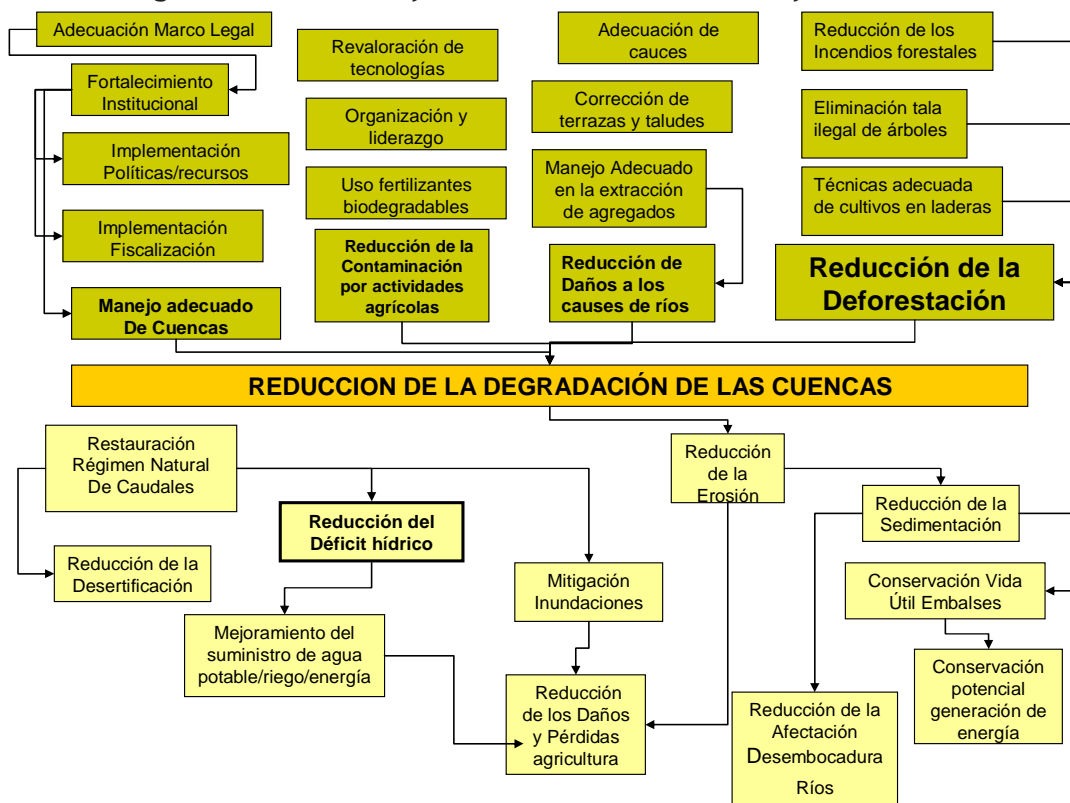 Adecuación Marco Legal
Fortalecimiento
Institucional
Implementación
Políticas/recursos
Implementación
Fiscalización
Manejo adecuado
De Cuencas
Revaloración de
tecnologías
Organización y
liderazgo
Uso fertilizantes
biodegradables
Reducción de la
Contaminación
por actividades
agrícolas
Adecuación de
cauces
Corrección de
terrazas y taludes
Manejo Adecuado
en la extracción
de agregados
Reducción de
Daños a los
causes de ríos
Reducción de los
Incendios forestales
Eliminación tala
ilegal de árboles
Técnicas adecuada
de cultivos en laderas
Reducción de la
Deforestación
REDUCCION DE LA DEGRADACIÓN DE LAS CUENCAS
Restauración
Régimen Natural
De Caudales
Reducción de la
Desertificación
Reducción del
Déficit hídrico
Mejoramiento del
suministro de agua
potable/riego/energía
Mitigación
Inundaciones
Reducción
de los Daños
y Pérdidas
agricultura
Reducción
de la
Erosión
Reducción de la
Sedimentación
Conservación Vida
Útil Embalses
Conservación
potencial
generación de
energía
Reducción de la
Afectación
Desembocadura
Ríos